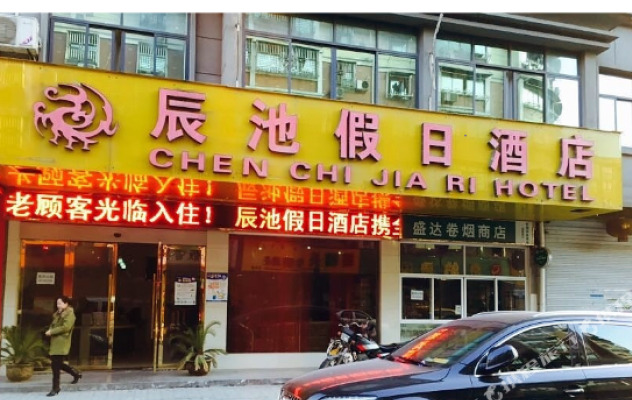 辰池假日酒店
CHEN CHI JIA RI HOTEL
老顾客光临入住! 辰池假日酒店携全
盛达卷烟商店